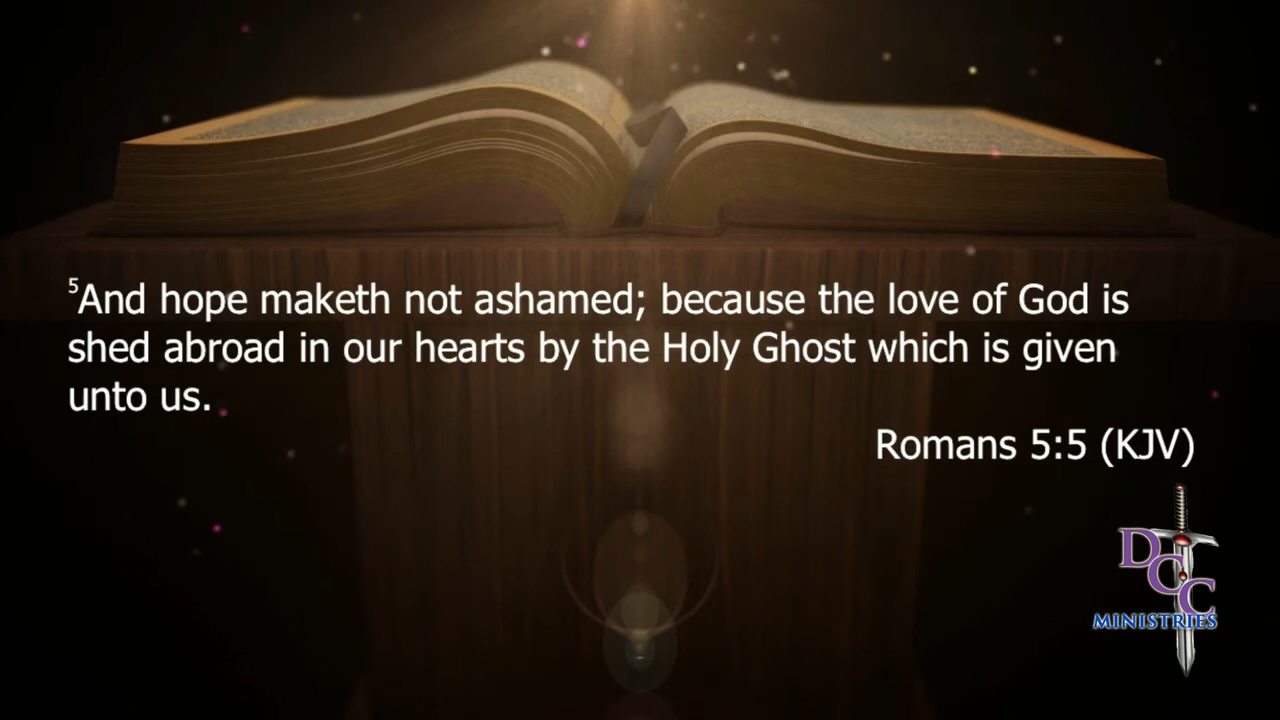 ⁵And hope maketh not ashamed; because the love of God is
shed abroad in our hearts by the Holy Ghost which is given
unto us.
Romans 5:5 (KJV)
DCC
MINISTRIES